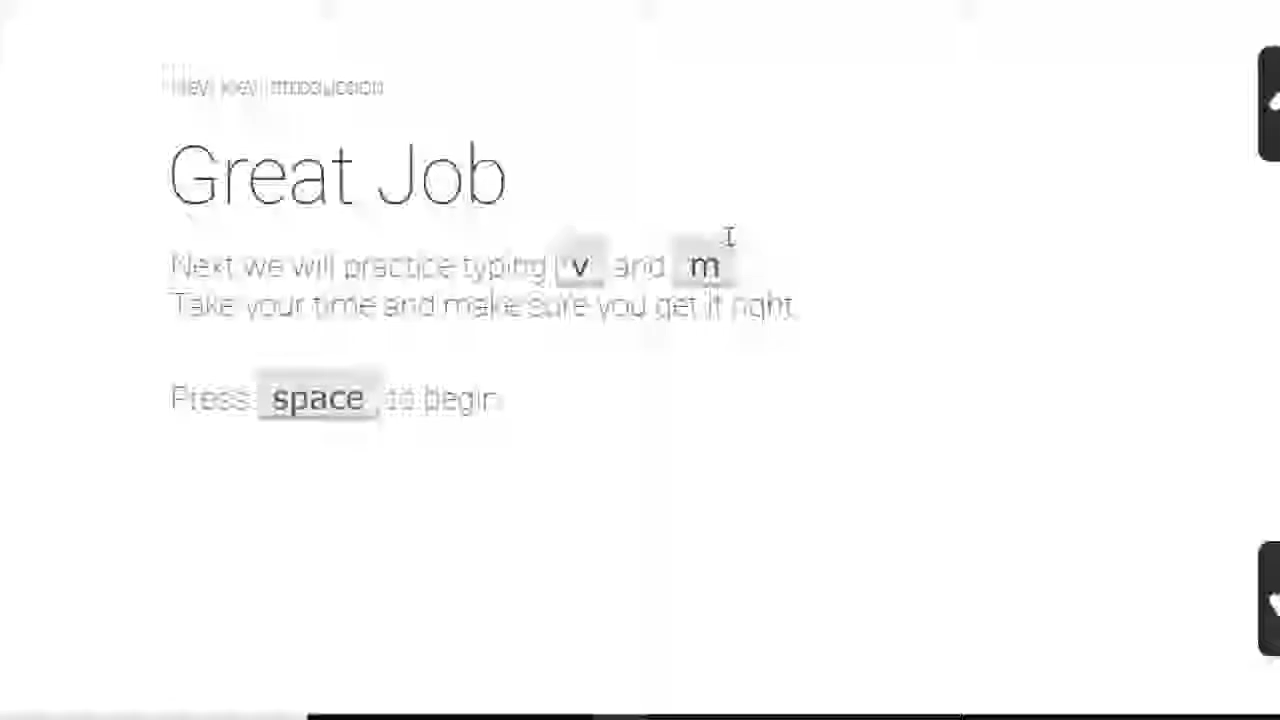 Great Job
Next we will practice typing v and m
Take your time and make sure you get it right.
Press space to begin